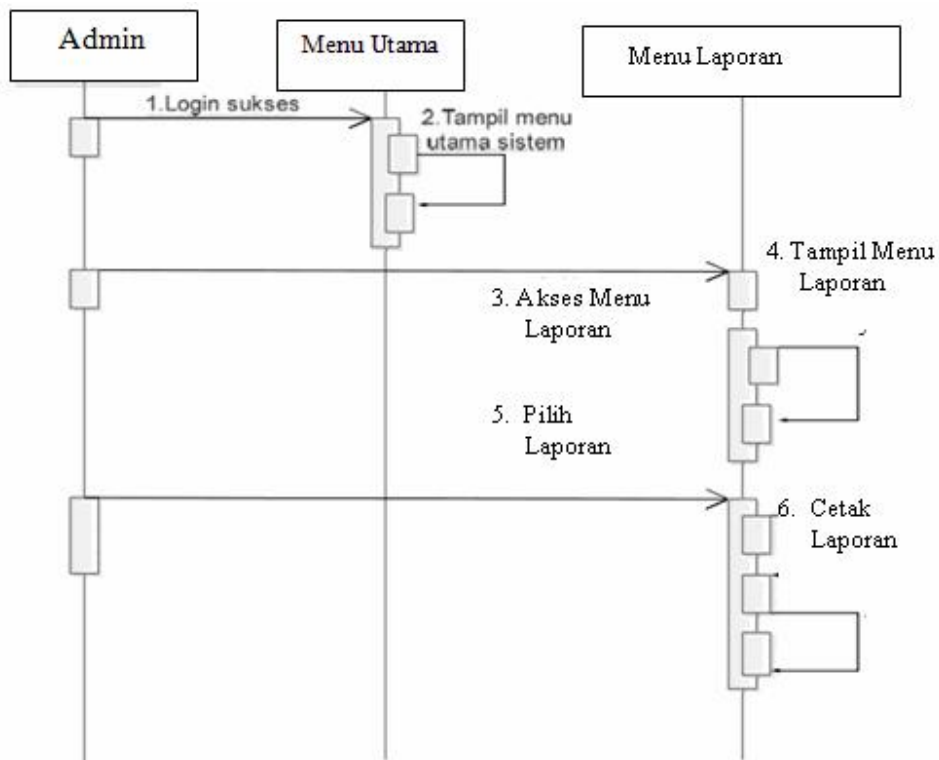 Admin
Menu Utama
Menu Laporan
1.Login sukses
2.Tampil menu
utama sistem
4. Tampil Menu
Laporan
3. Akses Menu
Laporan
5. Pilih
Laporan
6. Cetak
Laporan